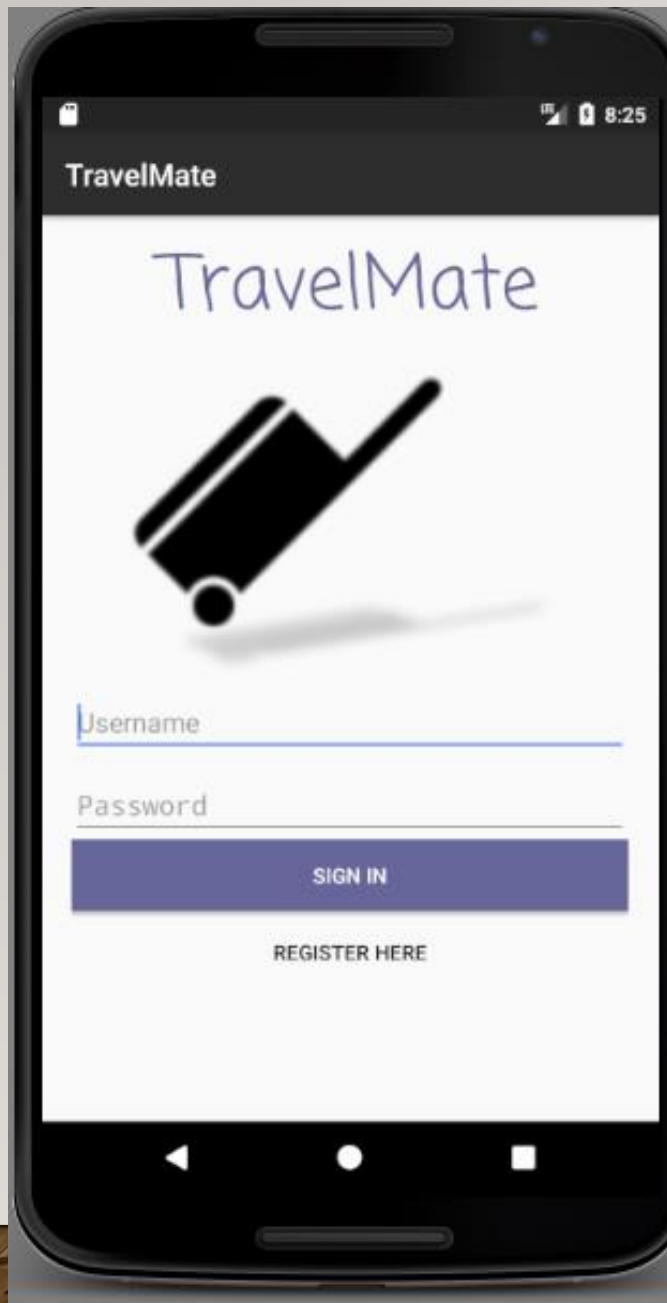 8:25
TravelMate
TravelMate
Username
Password
SIGN IN
REGISTER HERE